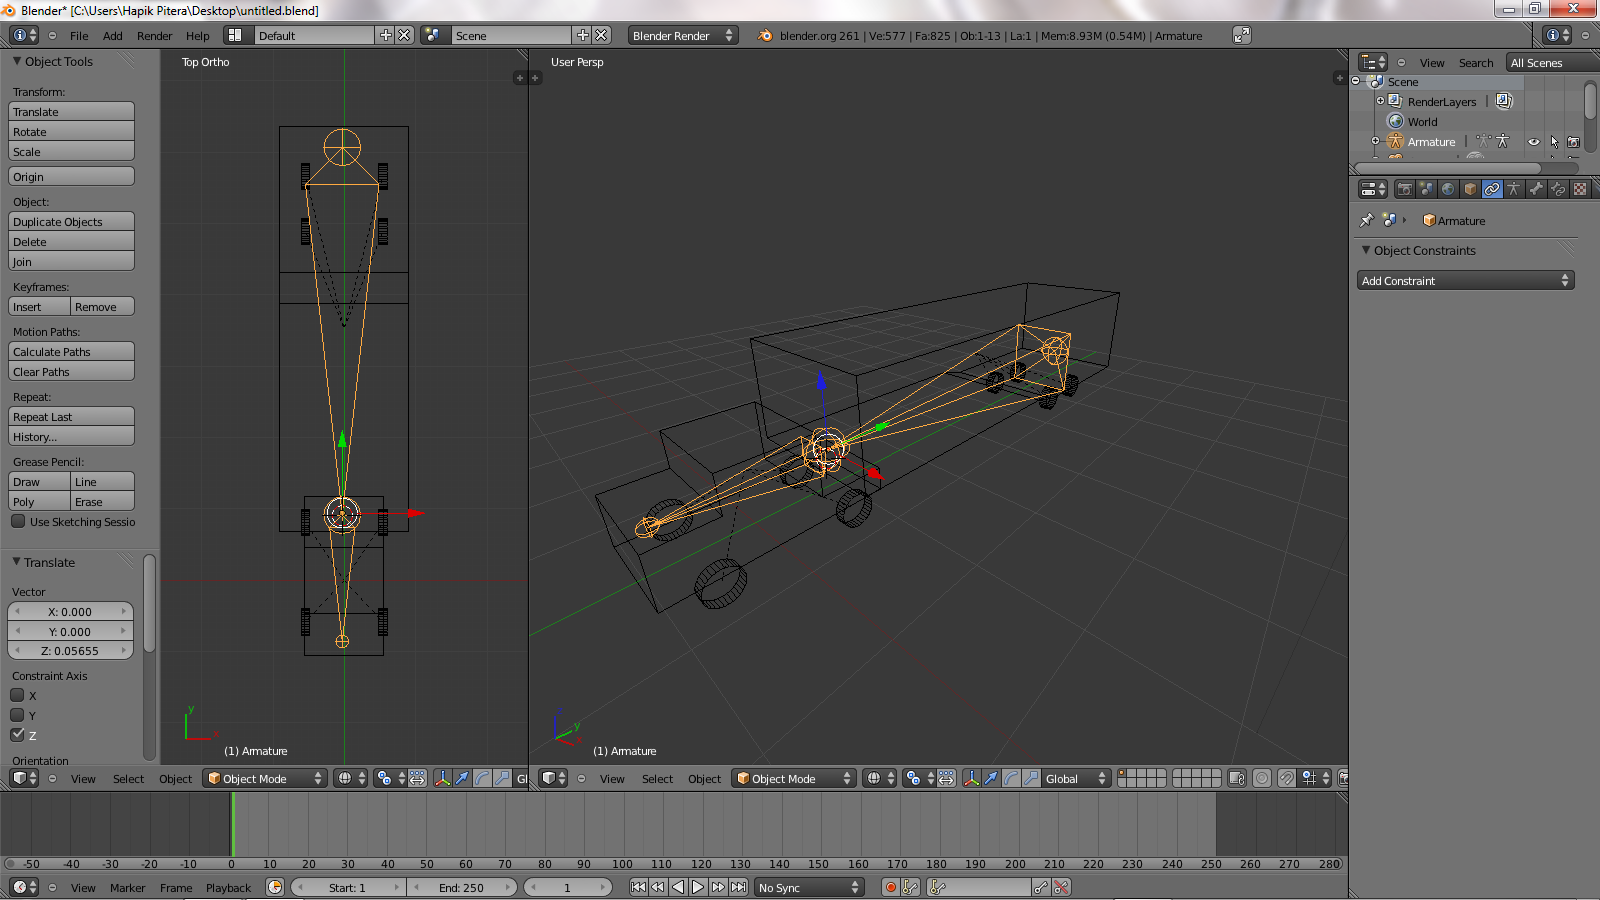 Blender* [C:\Users\Hapik Pitera\Desktop\untitled.blend]
File Add Render Help Default Scene Blender Render blender.org 261 | Ve:577 | Fa:825 | Ob:1-13 | La:1 | Mem:8.93M (0.54M) | Armature
Object Tools
Transform:
Translate
Rotate
Scale
Origin
Object:
Duplicate Objects
Delete
Join
Keyframes:
Insert Remove
Motion Paths:
Calculate Paths
Clear Paths
Repeat:
Repeat Last
History...
Grease Pencil:
Draw Line
Poly Erase
Use Sketching Sessio
Translate
Vector
X: 0.000
Y: 0.000
Z: 0.05655
Constraint Axis
X
Y
Z
Orientation
Top Ortho
y
x
(1) Armature
View Select Object Object Mode Gl
User Persp
z
y
x
(1) Armature
View Select Object Object Mode Global
View Search All Scenes
Scene
RenderLayers
World
Armature
Armature
Object Constraints
Add Constraint
-50 -40 -30 -20 -10 0 10 20 30 40 50 60 70 80 90 100 110 120 130 140 150 160 170 180 190 200 210 220 230 240 250 260 270 280
View Marker Frame Playback Start: 1 End: 250 1 No Sync